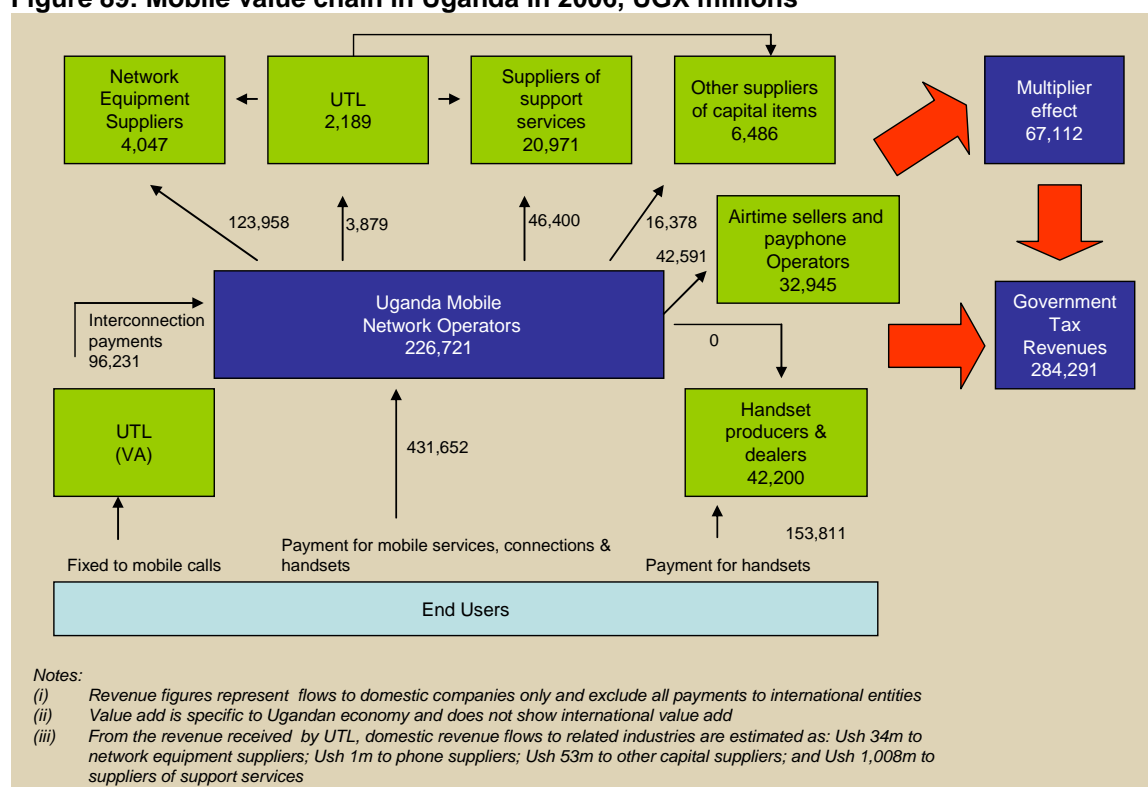 Figure 89: Mobile value chain in Uganda in 2006, UGX millions
Network
Equipment
Suppliers
4,047
UTL
2,189
Suppliers of
support
services
20,971
Other suppliers
of capital items
6,486
Multiplier
effect
67,112
123,958
3,879
46,400
16,378
42,591
Airtime sellers and
payphone
Operators
32,945
Interconnection
payments
96,231
Uganda Mobile
Network Operators
226,721
0
Government
Tax
Revenues
284,291
UTL
(VA)
431,652
Handset
producers &
dealers
42,200
153,811
Fixed to mobile calls
Payment for mobile services, connections &
handsets
Payment for handsets
End Users
Notes:
(i) Revenue figures represent flows to domestic companies only and exclude all payments to international entities
(ii) Value add is specific to Ugandan economy and does not show international value add
(iii) From the revenue received by UTL, domestic revenue flows to related industries are estimated as: Ush 34m to
network equipment suppliers; Ush 1m to phone suppliers; Ush 53m to other capital suppliers; and Ush 1,008m to
suppliers of support services